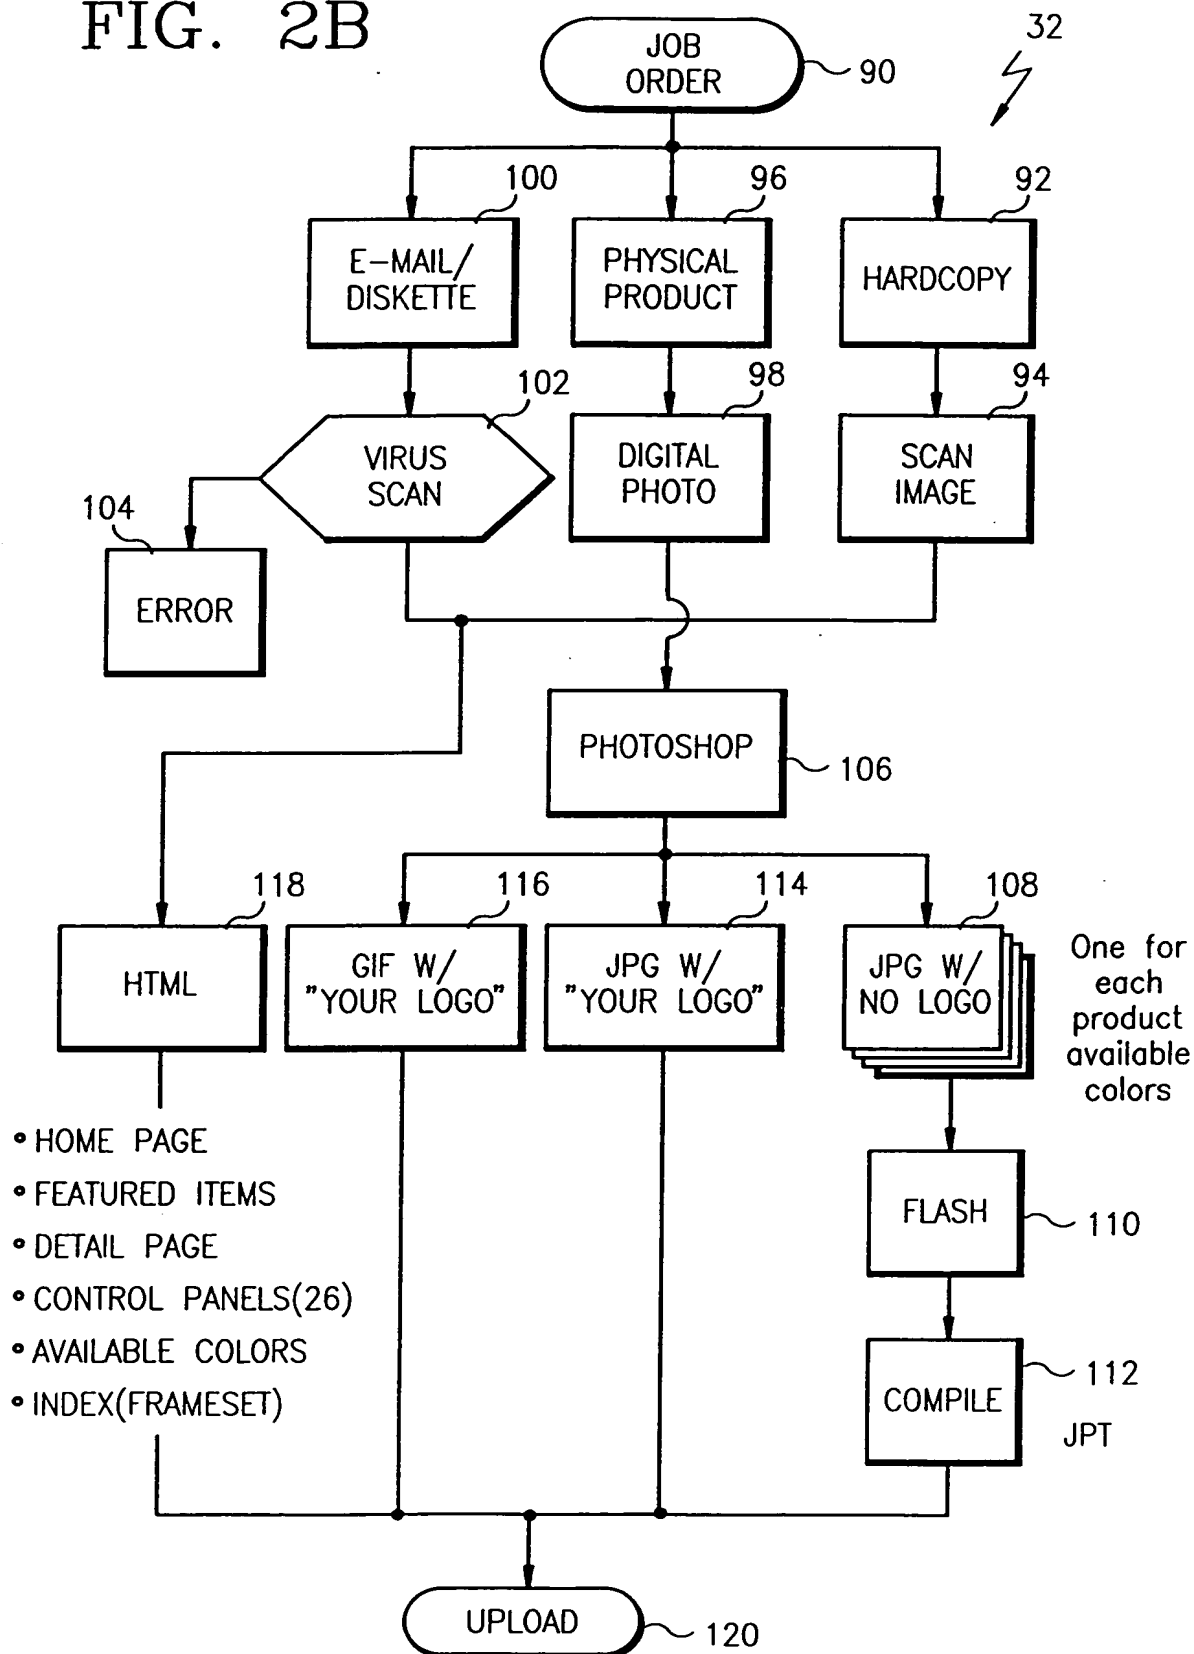 FIG. 2B
JOB
ORDER
90
32
100
96
92
E-MAIL/
DISKETTE
PHYSICAL
PRODUCT
HARDCOPY
102
98
94
VIRUS
SCAN
DIGITAL
PHOTO
SCAN
IMAGE
104
ERROR
PHOTOSHOP
106
118
116
114
108
HTML
GIF W/
"YOUR LOGO"
JPG W/
"YOUR LOGO"
JPG W/
NO LOGO
One for
each
product
available
colors
• HOME PAGE
• FEATURED ITEMS
• DETAIL PAGE
• CONTROL PANELS(26)
• AVAILABLE COLORS
• INDEX(FRAMESET)
FLASH
110
COMPILE
112
JPT
UPLOAD
120